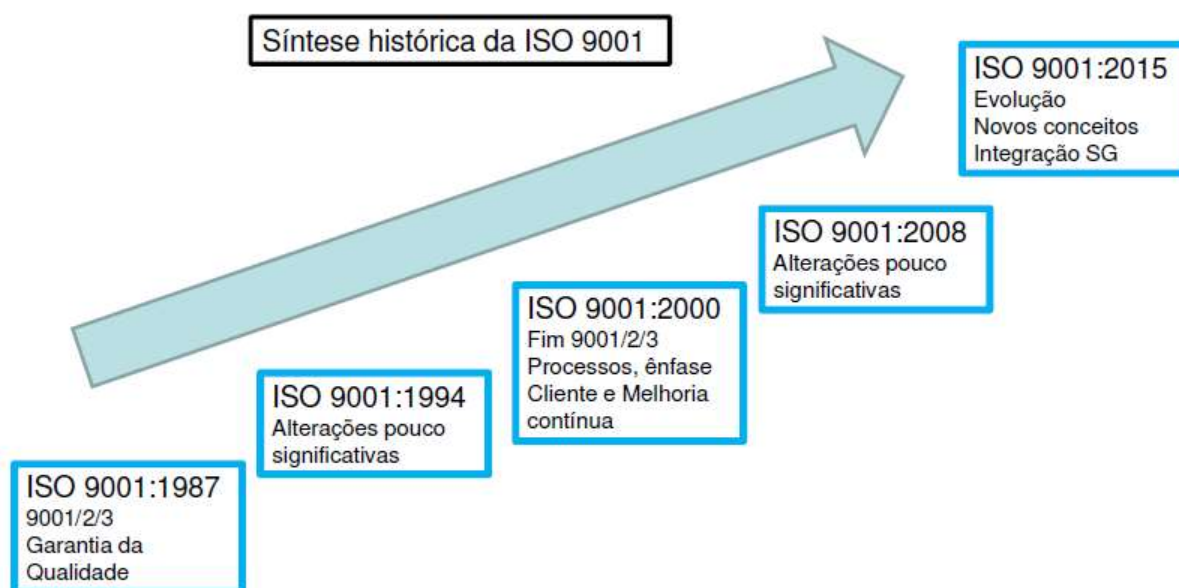 Síntese histórica da ISO 9001
ISO 9001:2015
Evolução
Novos conceitos
Integração SG
ISO 9001:2008
Alterações pouco
significativas
ISO 9001:2000
Fim 9001/2/3
Processos, ênfase
Cliente e Melhoria
contínua
ISO 9001:1994
Alterações pouco
significativas
ISO 9001:1987
9001/2/3
Garantia da
Qualidade